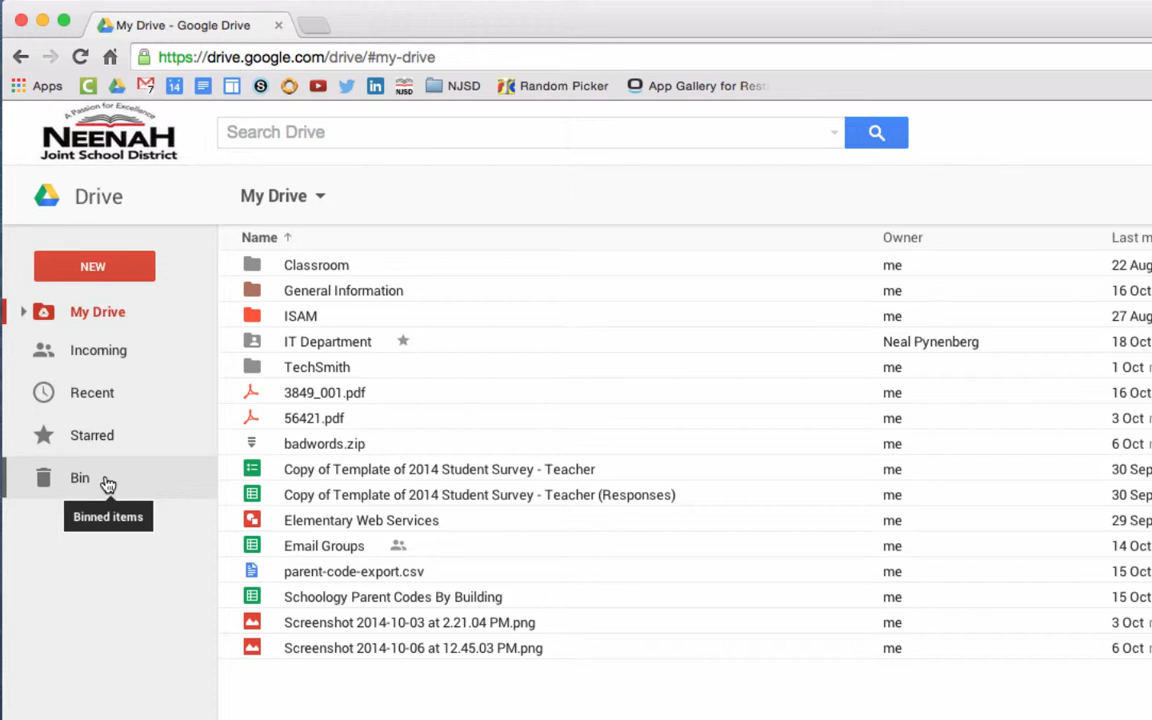 My Drive - Google Drive
https://drive.google.com/drive/#my-drive
Apps 7 14 S NJSD NJSD Random Picker App Gallery for Res
A Passion for Excellence
NEENAH
Joint School District
Search Drive
Drive My Drive
Name Owner Last m
NEW
Classroom me 22 Aug
General Information me 16 Oct
My Drive
ISAM me 27 Aug
IT Department Neal Pynenberg 18 Oct
Incoming
TechSmith me 1 Oct
Recent
3849_001.pdf me 16 Oct
56421.pdf me 3 Oct
Starred
badwords.zip me 6 Oct
Copy of Template of 2014 Student Survey - Teacher me 30 Sep
Bin
Copy of Template of 2014 Student Survey - Teacher (Responses) me 30 Sep
Binned items
Elementary Web Services me 29 Sep
Email Groups me 14 Oct
parent-code-export.csv me 15 Oct
Schoology Parent Codes By Building me 15 Oct
Screenshot 2014-10-03 at 2.21.04 PM.png me 3 Oct
Screenshot 2014-10-06 at 12.45.03 PM.png me 6 Oct